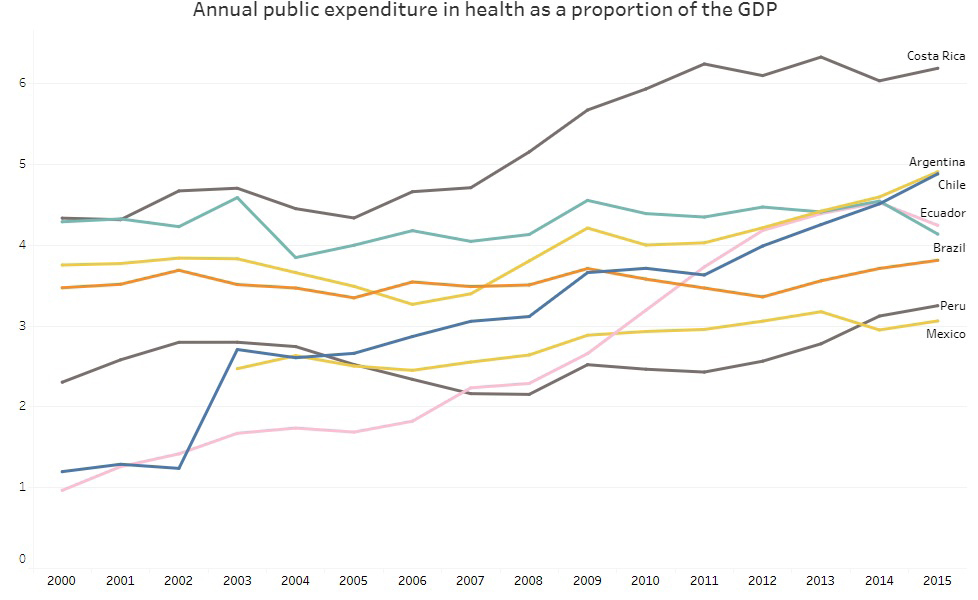 Annual public expenditure in health as a proportion of the GDP
Costa Rica
6
5
Argentina
Chile
Ecuador
4
Brazil
Peru
3
Mexico
2
1
0
2000 2001 2002 2003 2004 2005 2006 2007 2008 2009 2010 2011 2012 2013 2014 2015